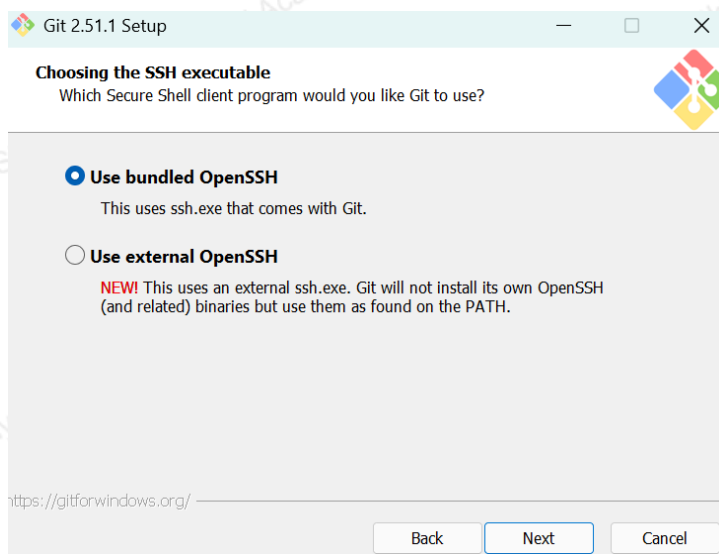 Git 2.51.1 Setup
Choosing the SSH executable
Which Secure Shell client program would you like Git to use?
Use bundled OpenSSH
This uses ssh.exe that comes with Git.
Use external OpenSSH
NEW! This uses an external ssh.exe. Git will not install its own OpenSSH
(and related) binaries but use them as found on the PATH.
https://gitforwindows.org/
Back
Next
Cancel